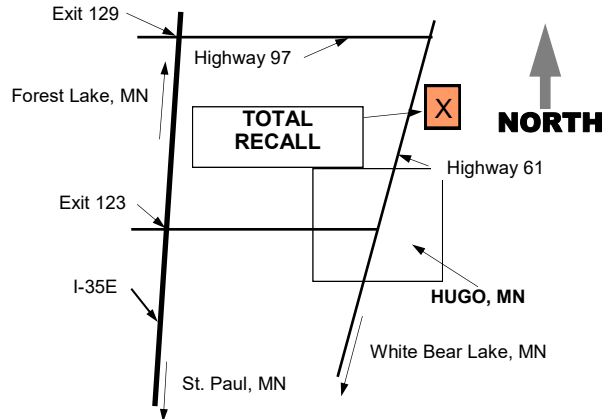 Exit 129
Highway 97
Forest Lake, MN
TOTAL
RECALL
X
NORTH
Highway 61
Exit 123
I-35E
HUGO, MN
White Bear Lake, MN
St. Paul, MN